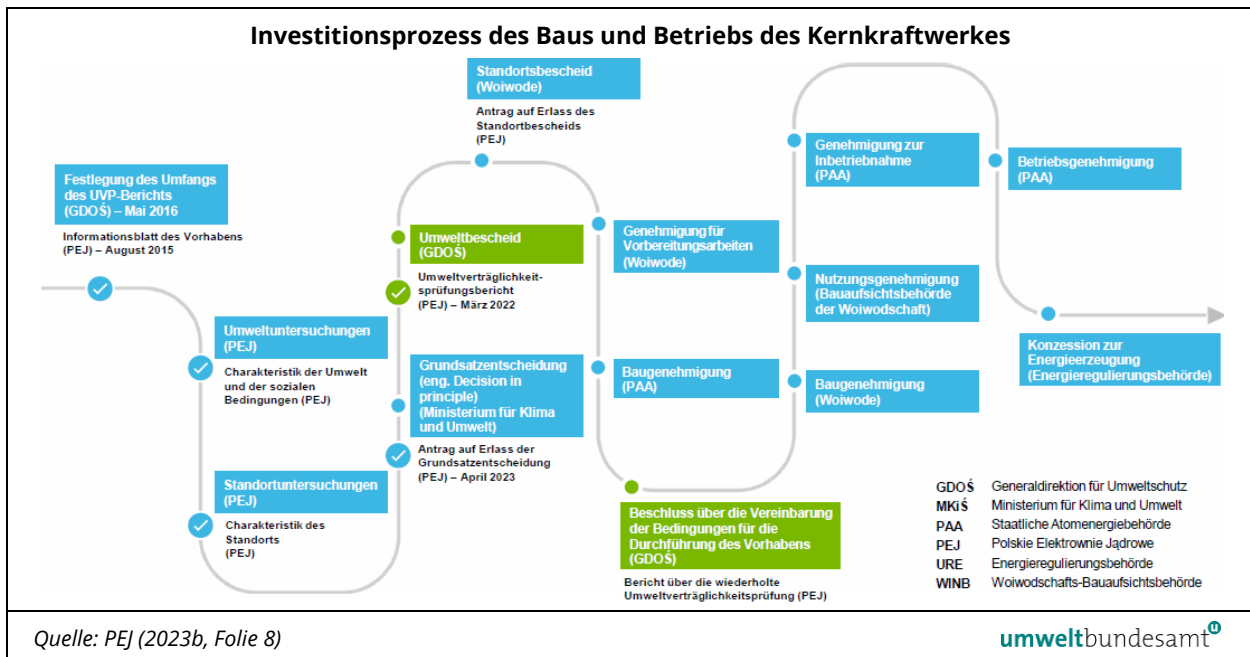 Investitionsprozess des Baus und Betriebs des Kernkraftwerkes
Festlegung des Umfangs
des UVP-Berichts
(GDOŚ) – Mai 2016
Informationsblatt des Vorhabens
(PEJ) – August 2015
Umweltuntersuchungen
(PEJ)
Charakteristik der Umwelt
und der sozialen
Bedingungen (PEJ)
Standortuntersuchungen
(PEJ)
Charakteristik des
Standorts
(PEJ)
Standortsbescheid
(Woiwode)
Antrag auf Erlass des
Standortbescheids
(PEJ)
Umweltbescheid
(GDOŚ)
Umweltverträglichkeit-
sprüfungsbericht
(PEJ) – März 2022
Grundsatzentscheidung
(eng. Decision in
principle)
(Ministerium für Klima
und Umwelt)
Antrag auf Erlass der
Grundsatzentscheidung
(PEJ) – April 2023
Genehmigung für
Vorbereitungsarbeiten
(Woiwode)
Baugenehmigung
(PAA)
Beschluss über die Vereinbarung
der Bedingungen für die
Durchführung des Vorhabens
(GDOŚ)
Bericht über die wiederholte
Umweltverträglichkeitsprüfung (PEJ)
Genehmigung zur
Inbetriebnahme
(PAA)
Nutzungsgenehmigung
(Bauaufsichtsbehörde
der Woiwodschaft)
Baugenehmigung
(Woiwode)
Betriebsgenehmigung
(PAA)
Konzession zur
Energieerzeugung
(Energieregulierungsbehörde)
GDOŚ Generaldirektion für Umweltschutz
MKiŚ Ministerium für Klima und Umwelt
PAA Staatliche Atomenergiebehörde
PEJ Polskie Elektrownie Jądrowe
URE Energieregulierungsbehörde
WINB Woiwodschafts-Bauaufsichtsbehörde
Quelle: PEJ (2023b, Folie 8)
umweltbundesamt u